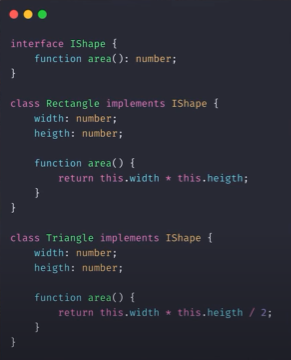 interface IShape {
    function area(): number;
}

class Rectangle implements IShape {
    width: number;
    heigth: number;

    function area() {
        return this.width * this.heigth;
    }
}

class Triangle implements IShape {
    width: number;
    heigth: number;

    function area() {
        return this.width * this.heigth / 2;
    }
}